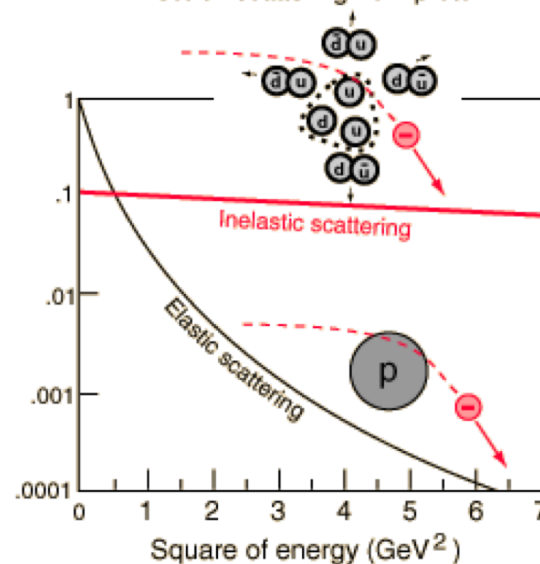 d̄ u
d̄ u
d ū
u
d
u
d ū
1
.1
Inelastic scattering
.01
Elastic scattering
p
.001
.0001
0 1 2 3 4 5 6 7
Square of energy (GeV²)